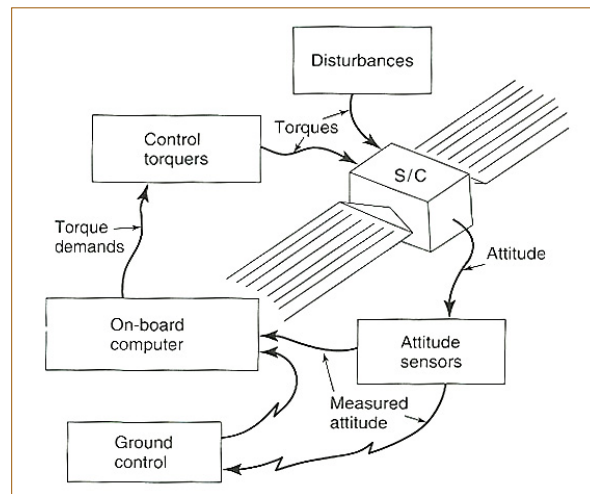 Disturbances
Torques
Control
torquers
S/C
Torque
demands
Attitude
On-board
computer
Attitude
sensors
Measured
attitude
Ground
control